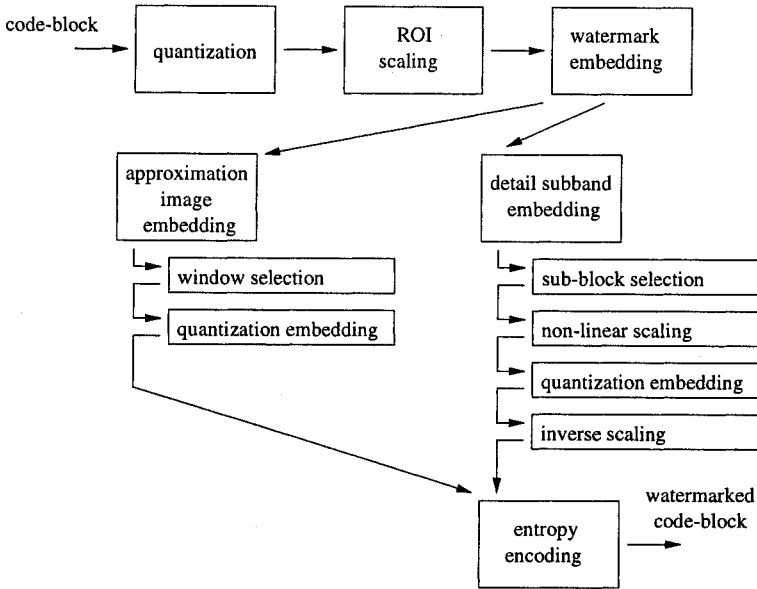 code-block
quantization
ROI
scaling
watermark
embedding
approximation
image
embedding
detail subband
embedding
window selection
quantization embedding
sub-block selection
non-linear scaling
quantization embedding
inverse scaling
entropy
encoding
watermarked
code-block